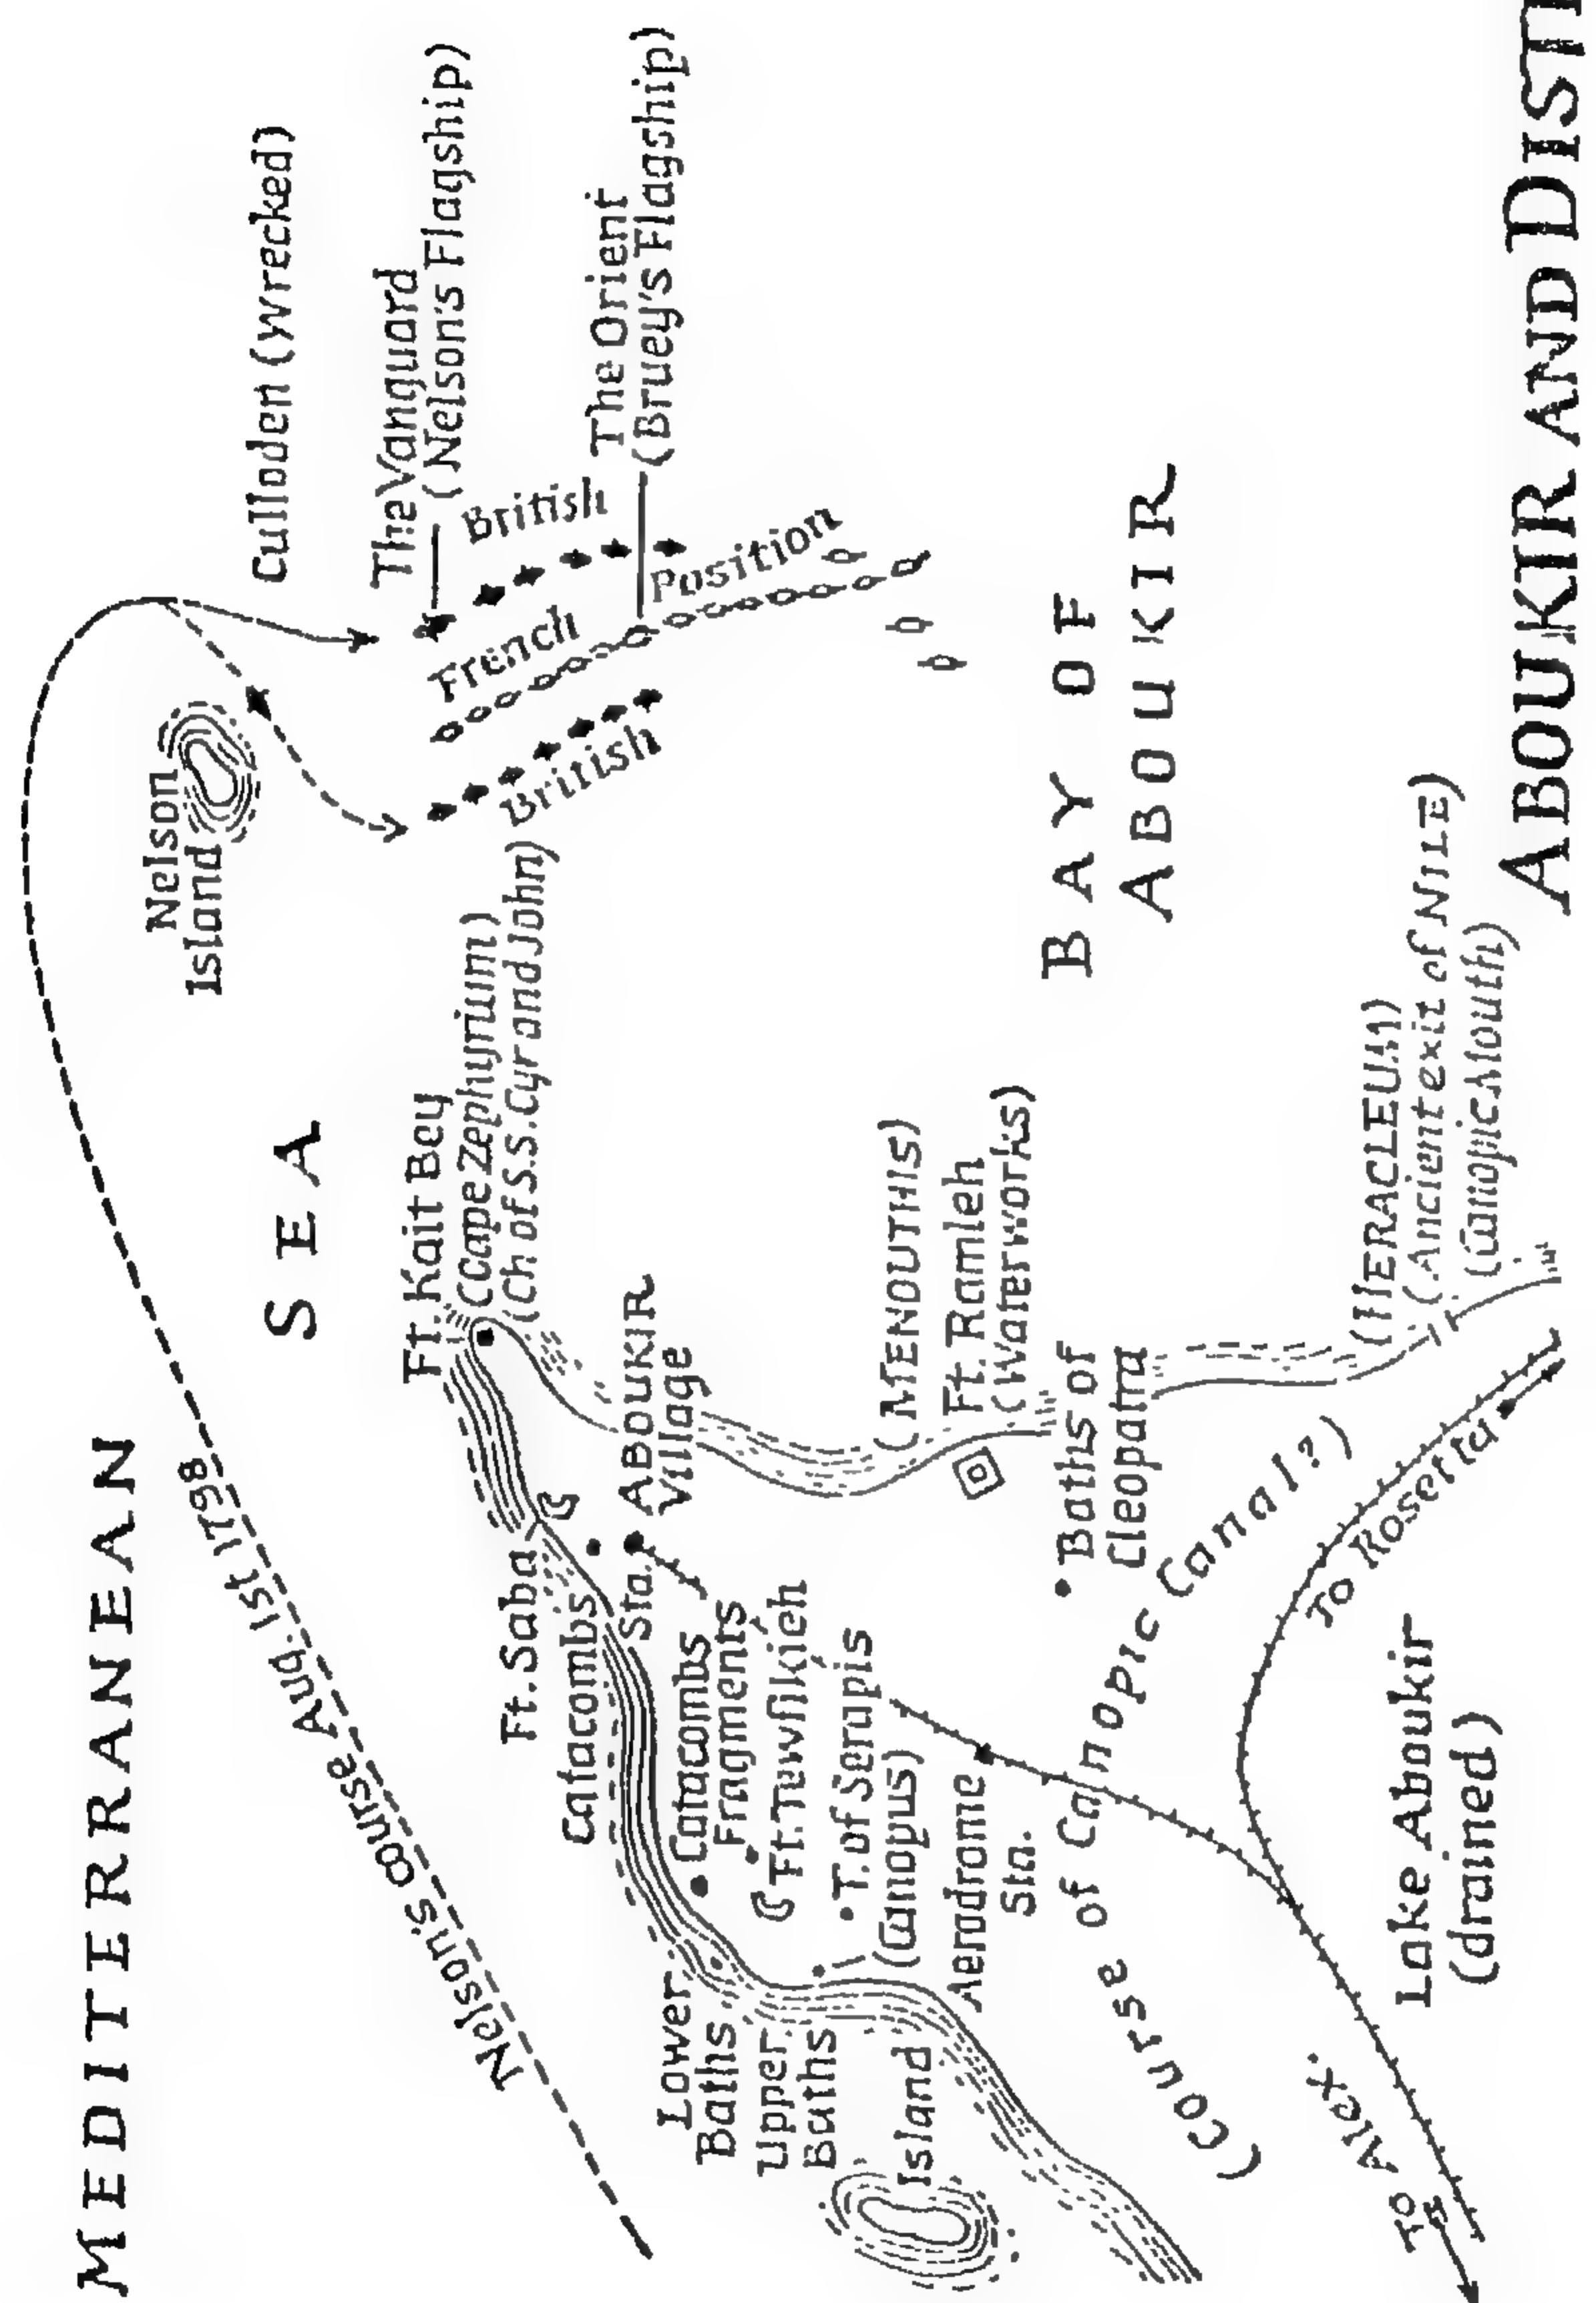 MEDITERRANEAN
SEA
Nelson's course Aug. 1st. 1798
Nelson
Island
Culloden (wrecked)
The Vanguard
(Nelson's Flagship)
British
The Orient
(Bruey's Flagship)
French
Position
British
Ft. Kait Bey
(Cape Zephyrium)
(Ch of S.S. Cyr and John)
Ft. Saba
Catacombs
Sta.
ABOUKIR
Village
Catacombs
Fragments
Ft. Tewfikieh
T. of Serapis
(Canopus)
Lower
Baths
Upper
Baths
Island
Aerodrome
Stn.
(MENOUTHIS)
Ft. Ramleh
(Waterworks)
Baths of
Cleopatra
BAY OF
ABOUKIR
(Course of Canopic Canal?)
(HERACLEUM)
(Ancient exit of NILE)
(Canopic Mouth)
To Rosetta
To Alex.
Lake Aboukir
(drained)
ABOUKIR AND DIST